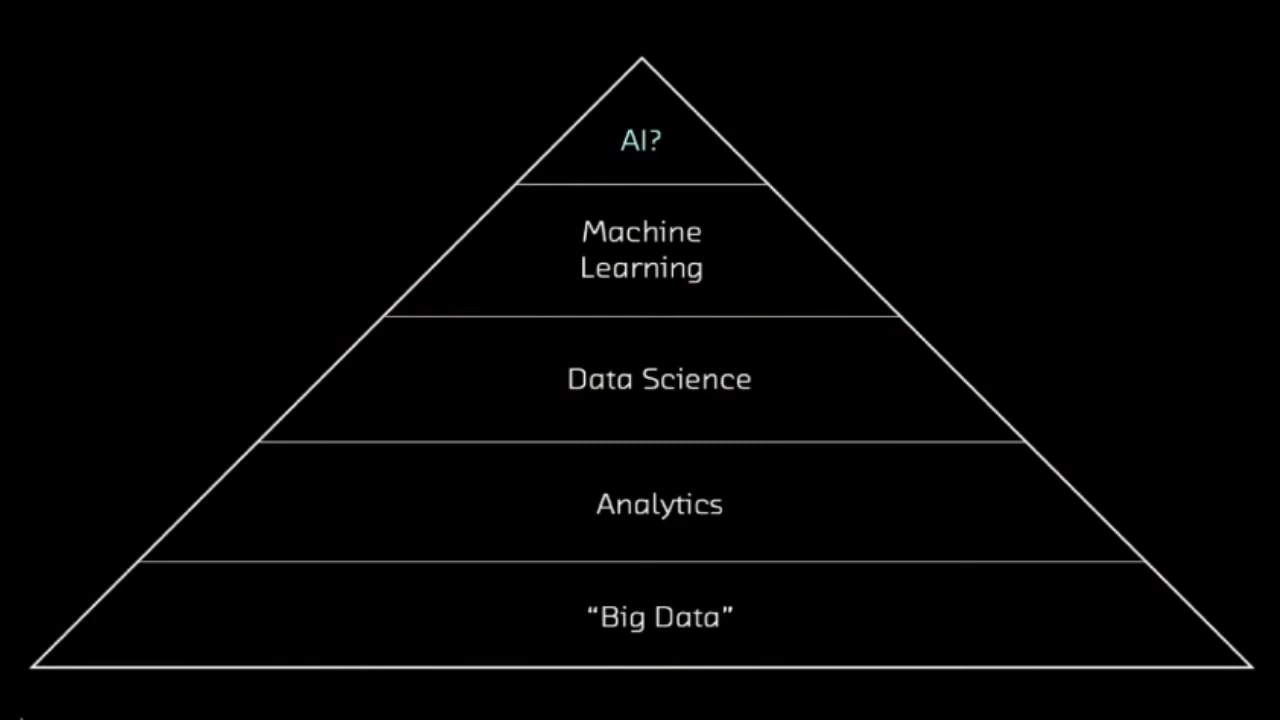 AI?
Machine
Learning
Data Science
Analytics
“Big Data”